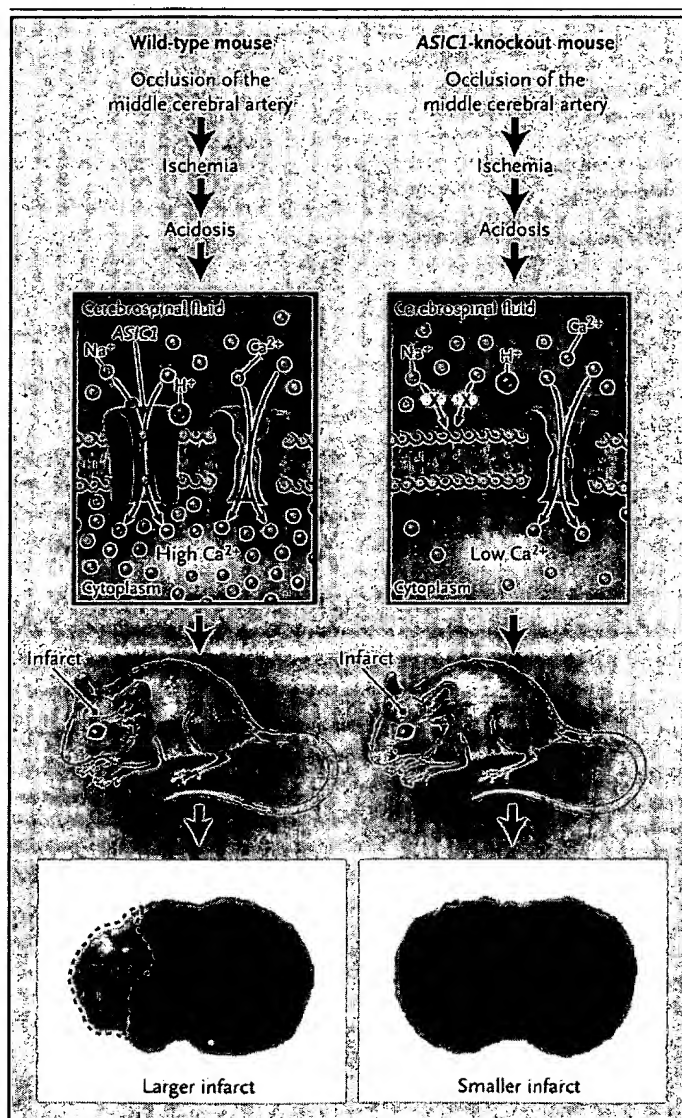 Wild-type mouse
Occlusion of the
middle cerebral artery
Ischemia
Acidosis
Cerebrospinal fluid
ASIC1
Na+
H+
Ca2+
High Ca2+
Cytoplasm
Infarct
Larger infarct
ASIC1-knockout mouse
Occlusion of the
middle cerebral artery
Ischemia
Acidosis
Cerebrospinal fluid
Ca2+
Na+
H+
Low Ca2+
Cytoplasm
Infarct
Smaller infarct